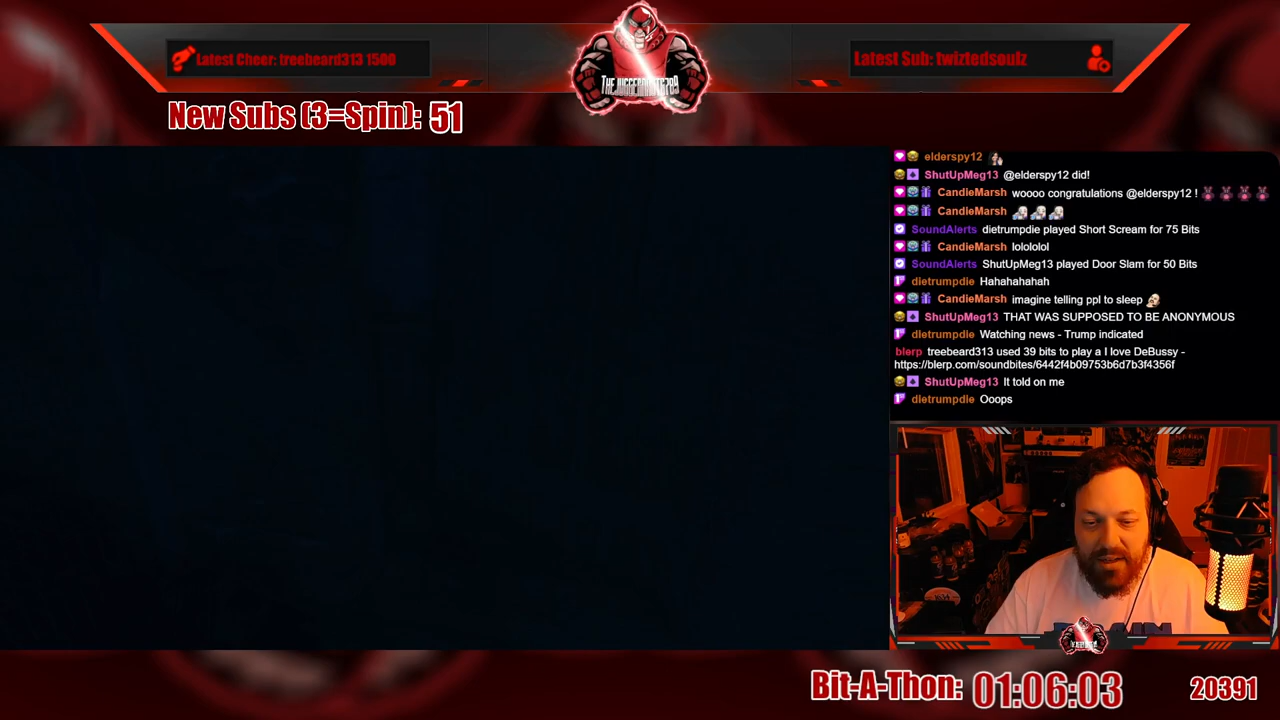 Latest Cheer: treebeard313 1500
THEJUGGERNAUT6789
Latest Sub: twiztedsoulz
New Subs (3=Spin): 51
elderspy12
ShutUpMeg13 @elderspy12 did!
CandieMarsh woooo congratulations @elderspy12 !
CandieMarsh
SoundAlerts dietrumpdie played Short Scream for 75 Bits
CandieMarsh lolololol
SoundAlerts ShutUpMeg13 played Door Slam for 50 Bits
dietrumpdie Hahahahahah
CandieMarsh imagine telling ppl to sleep
ShutUpMeg13 THAT WAS SUPPOSED TO BE ANONYMOUS
dietrumpdie Watching news - Trump indicated
blerp treebeard313 used 39 bits to play a I love DeBussy -
https://blerp.com/soundbites/6442f4b09753b6d7b3f4356f
ShutUpMeg13 It told on me
dietrumpdie Ooops
Bit-A-Thon: 01:06:03 20391